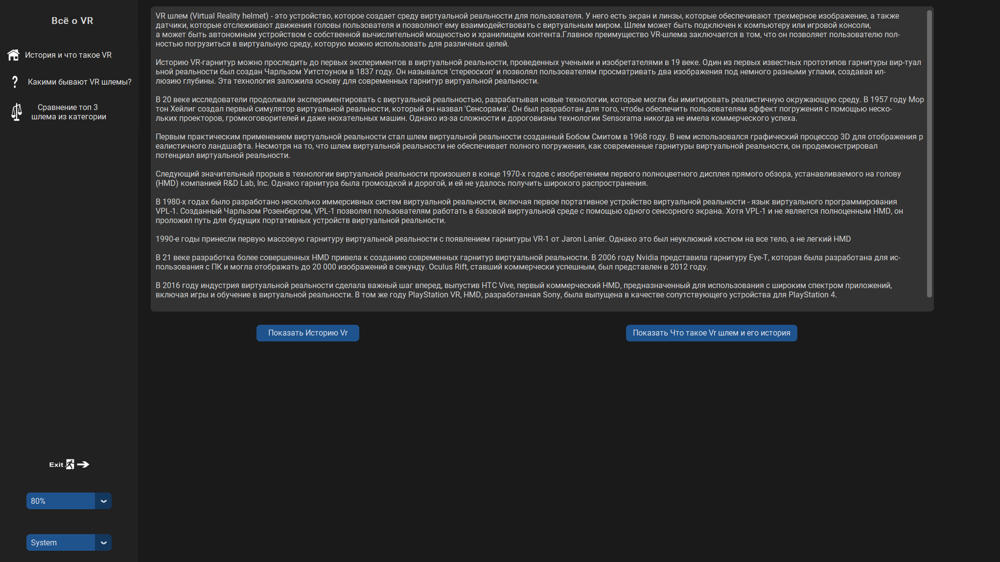 Всё о VR
История и что такое VR
Какими бывают VR шлемы?
Сравнение топ 3
шлема из категории
Exit
80%
System
VR шлем (Virtual Reality helmet) - это устройство, которое создает среду виртуальной реальности для пользователя. У него есть экран и линзы, которые обеспечивают трехмерное изображение, а также
датчики, которые отслеживают движения головы пользователя и позволяют ему взаимодействовать с виртуальным миром. Шлем может быть подключен к компьютеру или игровой консоли,
а может быть автономным устройством с собственной вычислительной мощностью и хранилищем контента.Главное преимущество VR-шлема заключается в том, что он позволяет пользователю пол-
ностью погрузиться в виртуальную среду, которую можно использовать для различных целей.
Историю VR-гарнитур можно проследить до первых экспериментов в виртуальной реальности, проведенных учеными и изобретателями в 19 веке. Один из первых известных прототипов гарнитуры вир-туал
ьной реальности был создан Чарльзом Уитстоуном в 1837 году. Он назывался 'стереоскоп' и позволял пользователям просматривать два изображения под немного разными углами, создавая ил-
люзию глубины. Эта технология заложила основу для современных гарнитур виртуальной реальности.
В 20 веке исследователи продолжали экспериментировать с виртуальной реальностью, разрабатывая новые технологии, которые могли бы имитировать реалистичную окружающую среду. В 1957 году Мор
тон Хейлиг создал первый симулятор виртуальной реальности, который он назвал 'Сенсорама'. Он был разработан для того, чтобы обеспечить пользователям эффект погружения с помощью неско-
льких проекторов, громкоговорителей и даже нюхательных машин. Однако из-за сложности и дороговизны технологии Sensorama никогда не имела коммерческого успеха.
Первым практическим применением виртуальной реальности стал шлем виртуальной реальности созданный Бобом Смитом в 1968 году. В нем использовался графический процессор 3D для отображения р
еалистичного ландшафта. Несмотря на то, что шлем виртуальной реальности не обеспечивает полного погружения, как современные гарнитуры виртуальной реальности, он продемонстрировал
потенциал виртуальной реальности.
Следующий значительный прорыв в технологии виртуальной реальности произошел в конце 1970-х годов с изобретением первого полноцветного дисплея прямого обзора, устанавливаемого на голову
(HMD) компанией R&D Lab, Inc. Однако гарнитура была громоздкой и дорогой, и ей не удалось получить широкого распространения.
В 1980-х годах было разработано несколько иммерсивных систем виртуальной реальности, включая первое портативное устройство виртуальной реальности - язык виртуального программирования
VPL-1. Созданный Чарльзом Розенбергом, VPL-1 позволял пользователям работать в базовой виртуальной среде с помощью одного сенсорного экрана. Хотя VPL-1 и не является полноценным HMD, он
проложил путь для будущих портативных устройств виртуальной реальности.
1990-е годы принесли первую массовую гарнитуру виртуальной реальности с появлением гарнитуры VR-1 от Jaron Lanier. Однако это был неуклюжий костюм на все тело, а не легкий HMD
В 21 веке разработка более совершенных HMD привела к созданию современных гарнитур виртуальной реальности. В 2006 году Nvidia представила гарнитуру Eye-T, которая была разработана для ис-
пользования с ПК и могла отображать до 20 000 изображений в секунду. Oculus Rift, ставший коммерчески успешным, был представлен в 2012 году.
В 2016 году индустрия виртуальной реальности сделала важный шаг вперед, выпустив HTC Vive, первый коммерческий HMD, предназначенный для использования с широким спектром приложений,
включая игры и обучение в виртуальной реальности. В том же году PlayStation VR, HMD, разработанная Sony, была выпущена в качестве сопутствующего устройства для PlayStation 4.
Показать Историю Vr
Показать Что такое Vr шлем и его история